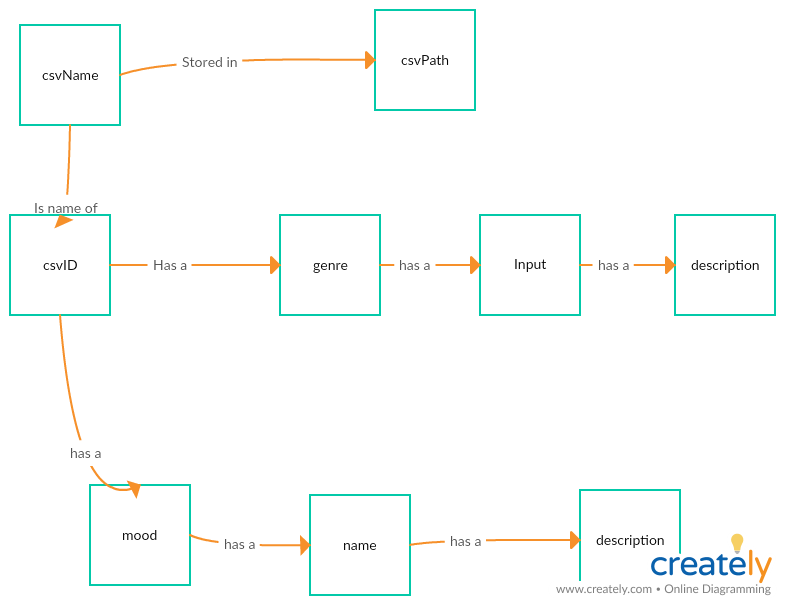 csvName
Stored in
csvPath
Is name of
csvID
Has a
genre
has a
Input
has a
description
has a
mood
has a
name
has a
description
creately
www.creately.com • Online Diagramming